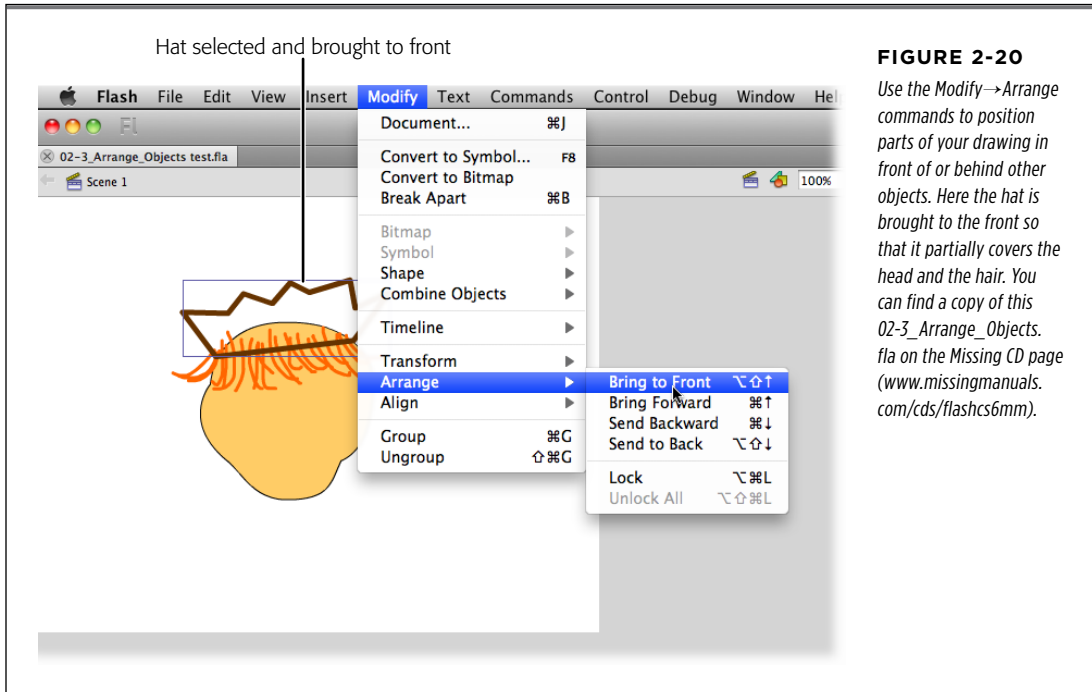 Hat selected and brought to front
Flash File Edit View Insert Modify Text Commands Control Debug Window Hel
Fl
02-3_Arrange_Objects test.fla
Scene 1
100%
Document... ⌘J
Convert to Symbol... F8
Convert to Bitmap
Break Apart ⌘B
Bitmap
Symbol
Shape
Combine Objects
Timeline
Transform
Arrange
Align
Group ⌘G
Ungroup ⇧⌘G
Bring to Front ⌥⇧↑
Bring Forward ⌘↑
Send Backward ⌘↓
Send to Back ⌥⇧↓
Lock ⌥⌘L
Unlock All ⌥⇧⌘L
FIGURE 2-20
Use the Modify→Arrange
commands to position
parts of your drawing in
front of or behind other
objects. Here the hat is
brought to the front so
that it partially covers the
head and the hair. You
can find a copy of this
02-3_Arrange_Objects.
fla on the Missing CD page
(www.missingmanuals.
com/cds/flashcs6mm).